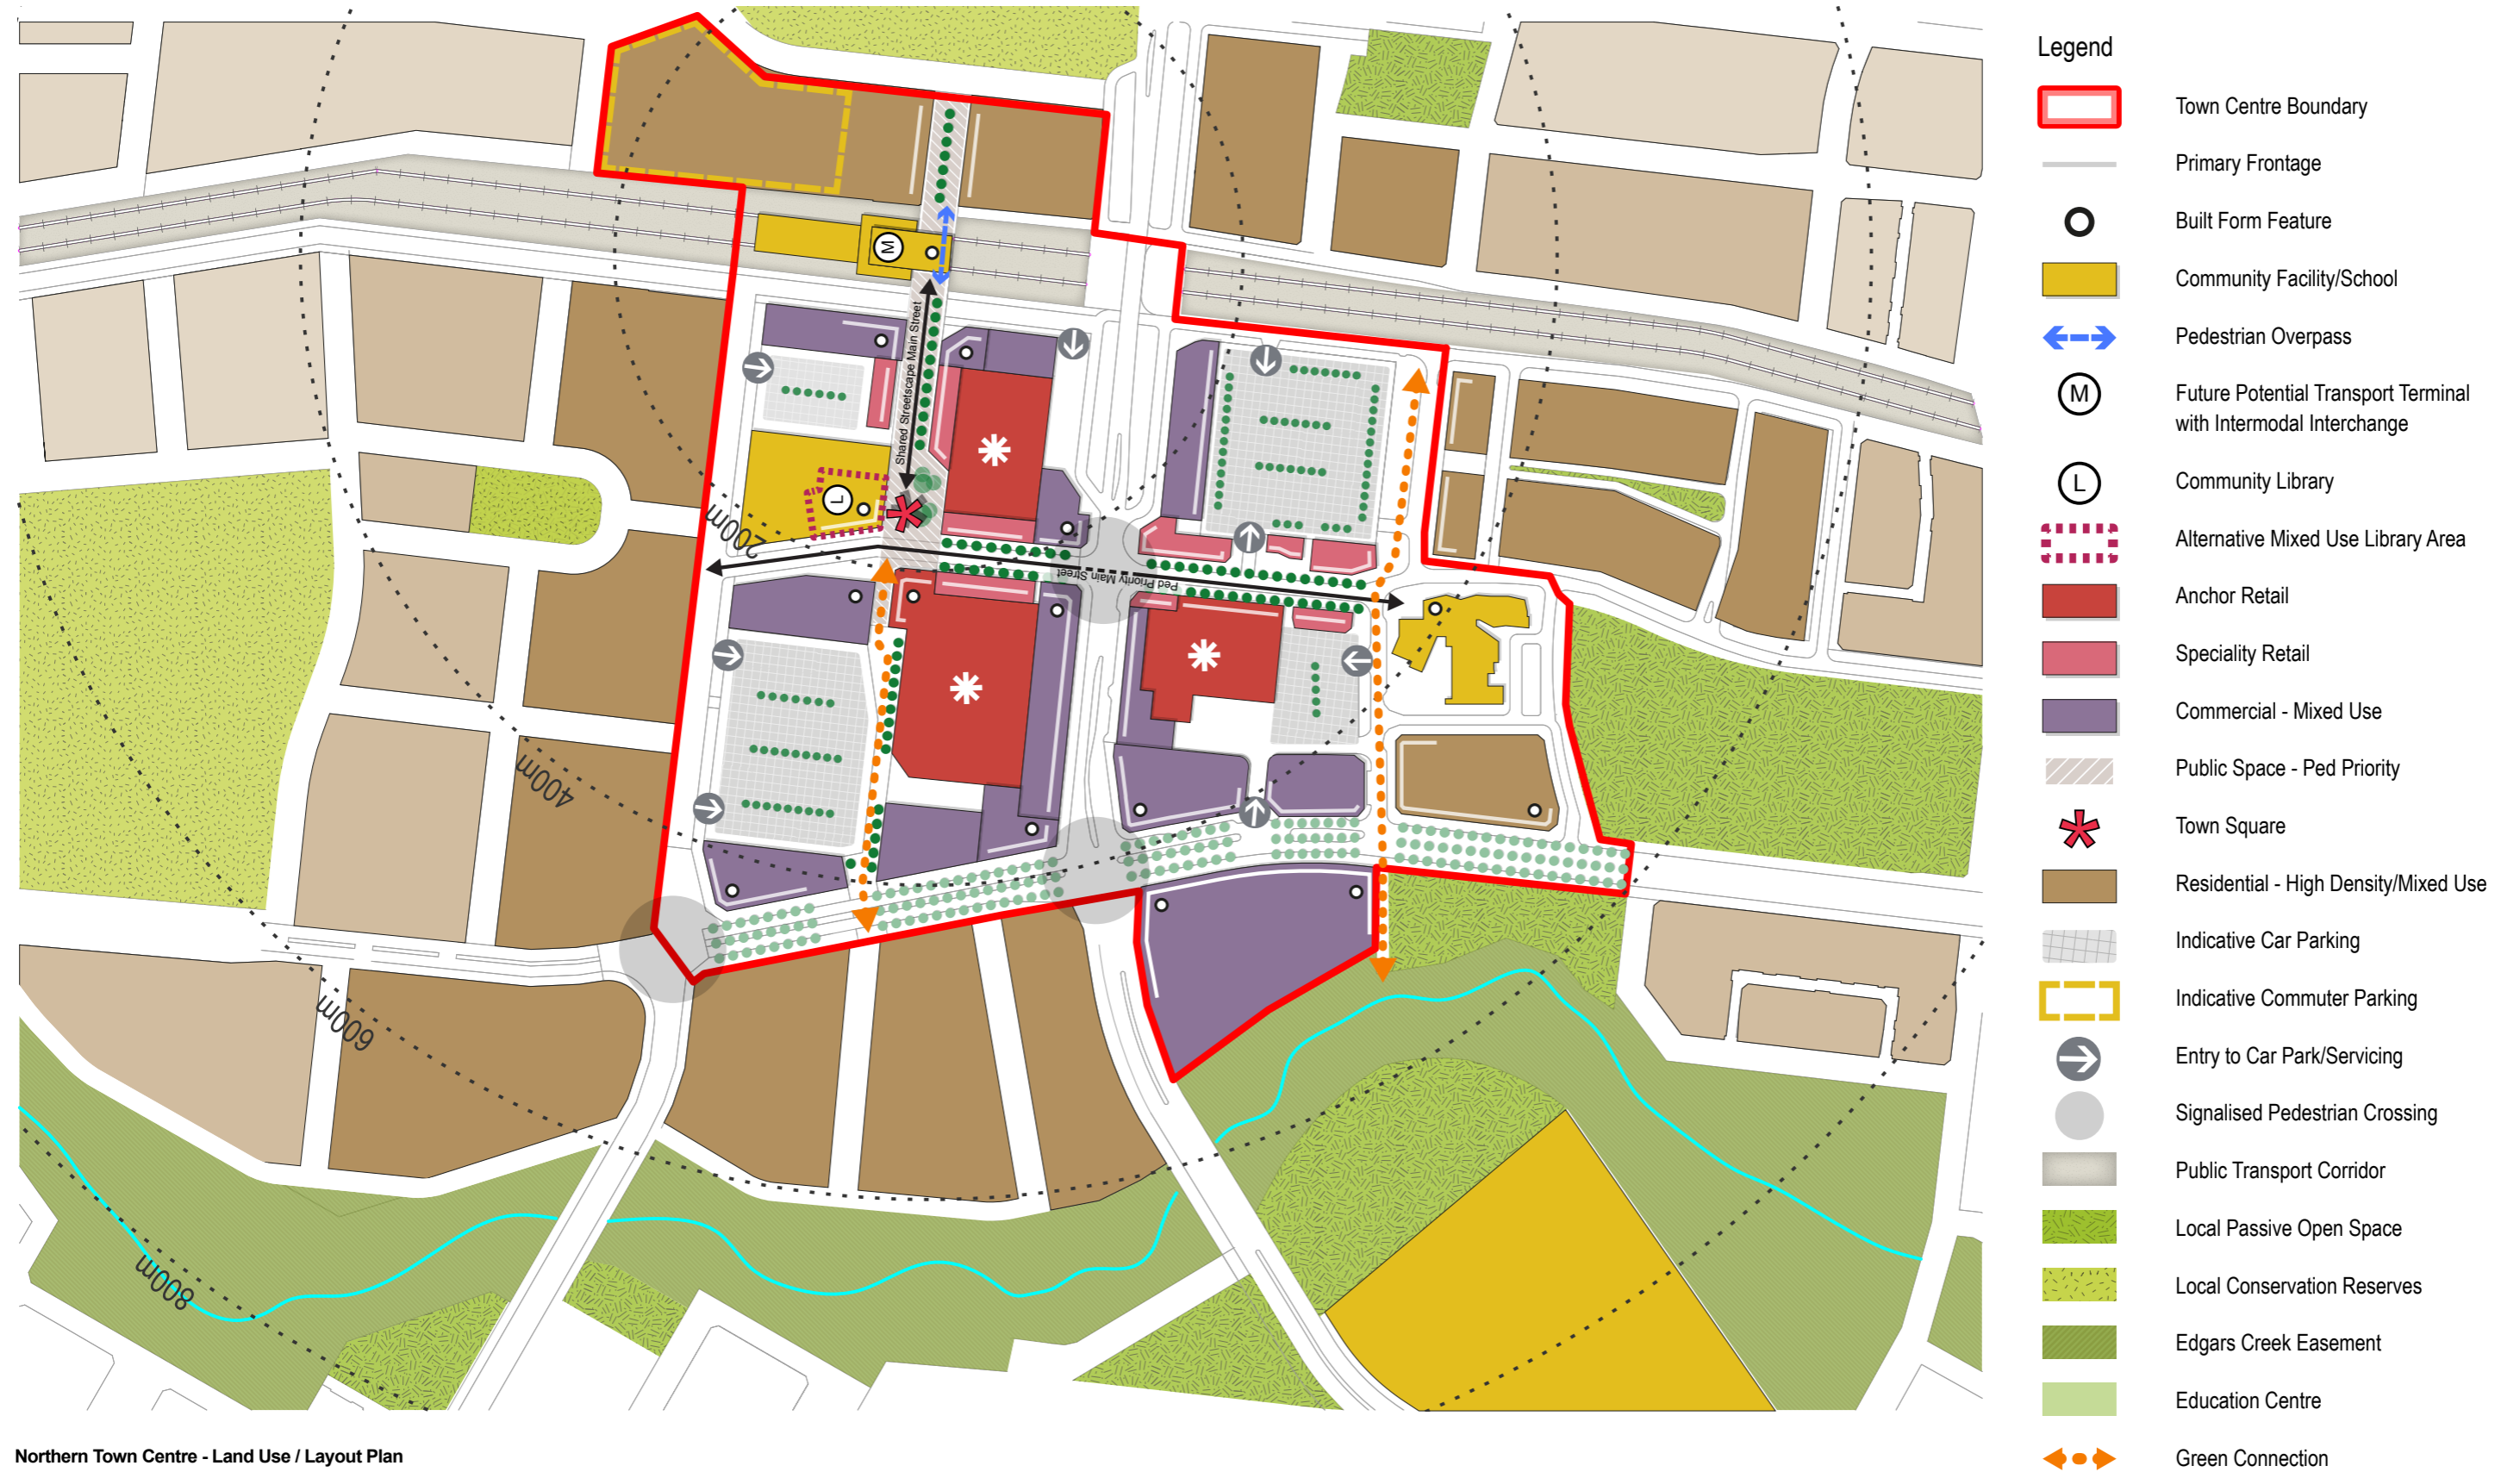 Legend
Town Centre Boundary
Primary Frontage
Built Form Feature
Community Facility/School
Pedestrian Overpass
M
Future Potential Transport Terminal
with Intermodal Interchange
L
Community Library
Alternative Mixed Use Library Area
Anchor Retail
Speciality Retail
Commercial - Mixed Use
Public Space - Ped Priority
Town Square
Residential - High Density/Mixed Use
Indicative Car Parking
Indicative Commuter Parking
Entry to Car Park/Servicing
Signalised Pedestrian Crossing
Public Transport Corridor
Local Passive Open Space
Local Conservation Reserves
Edgars Creek Easement
Education Centre
Green Connection
M
Shared Streetscape Main Street
L
200m
Ped Priority Main Street
400m
600m
800m
Northern Town Centre - Land Use / Layout Plan